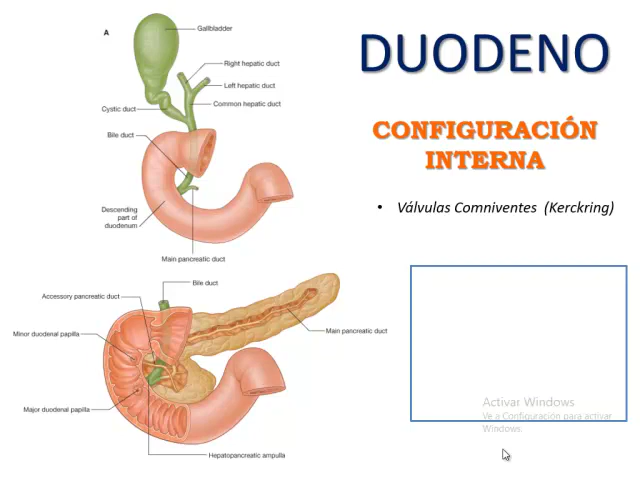 A
Gallbladder
Right hepatic duct
Left hepatic duct
Common hepatic duct
Cystic duct
Bile duct
Descending
part of
duodenum
Main pancreatic duct
Bile duct
Accessory pancreatic duct
Main pancreatic duct
Minor duodenal papilla
Major duodenal papilla
Hepatopancreatic ampulla
DUODENO
CONFIGURACIÓN
INTERNA
• Válvulas Comniventes (Kerckring)
Activar Windows
Ve a Configuración para activar
Windows.